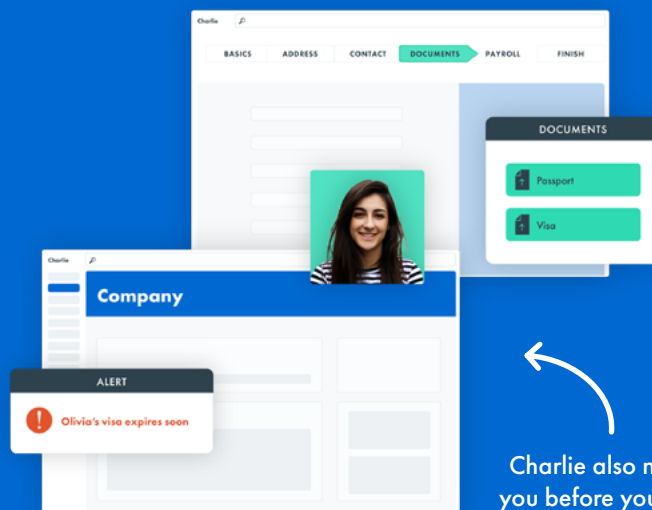 Charlie
BASICS ADDRESS CONTACT DOCUMENTS PAYROLL FINISH
DOCUMENTS
Passport
Visa
Charlie
Company
ALERT
! Olivia's visa expires soon
Charlie also
you before you